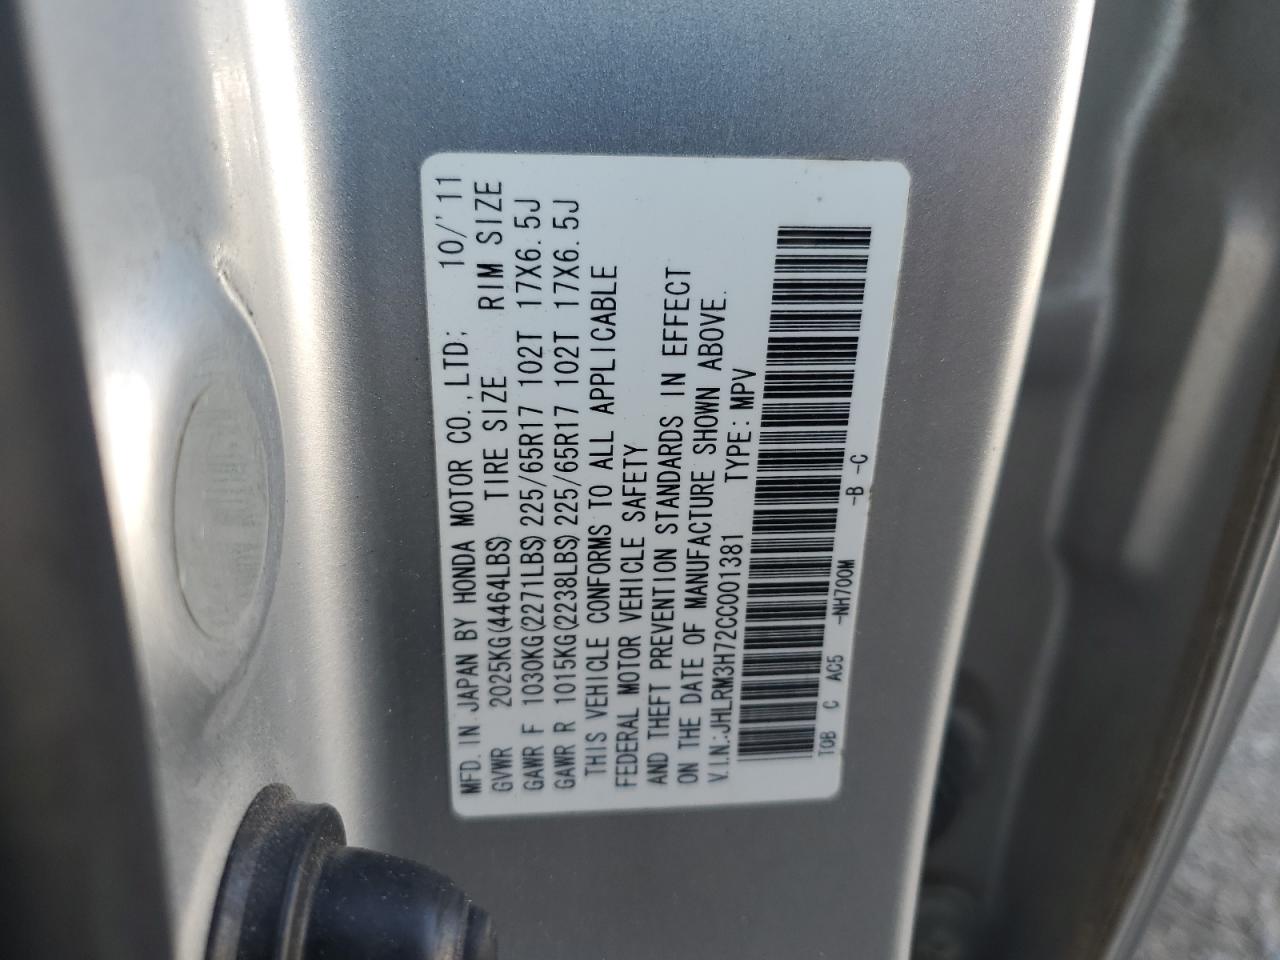 MFD. IN JAPAN BY HONDA MOTOR CO., LTD; 10/'11
GVWR 2025KG(4464LBS) TIRE SIZE RIM SIZE
GAWR F 1030KG(2271LBS) 225/65R17 102T 17X6.5J
GAWR R 1015KG(2238LBS) 225/65R17 102T 17X6.5J
THIS VEHICLE CONFORMS TO ALL APPLICABLE
FEDERAL MOTOR VEHICLE SAFETY
AND THEFT PREVENTION STANDARDS IN EFFECT
ON THE DATE OF MANUFACTURE SHOWN ABOVE.
V.I.N.:JHLRM3H72CC001381 TYPE:MPV
T0B C AC5 -NH700M -B -C